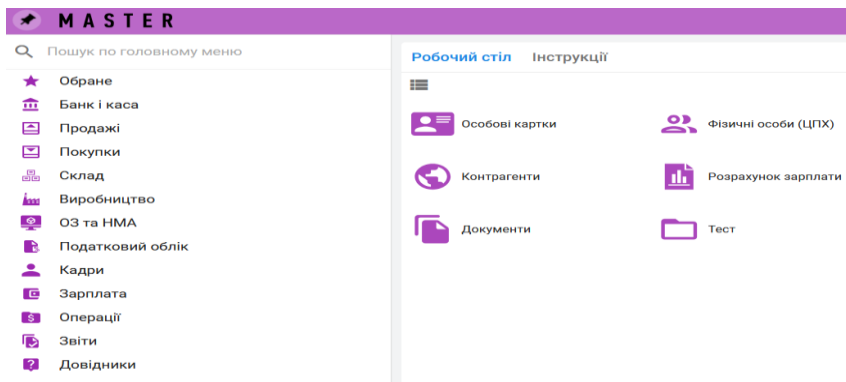 MASTER
Пошук по головному меню
Обране
Банк і каса
Продажі
Покупки
Склад
Виробництво
ОЗ та НМА
Податковий облік
Кадри
Зарплата
Операції
Звіти
Довідники
Робочий стіл Інструкції
Особові картки Фізичні особи (ЦПХ)
Контрагенти Розрахунок зарплати
Документи Тест